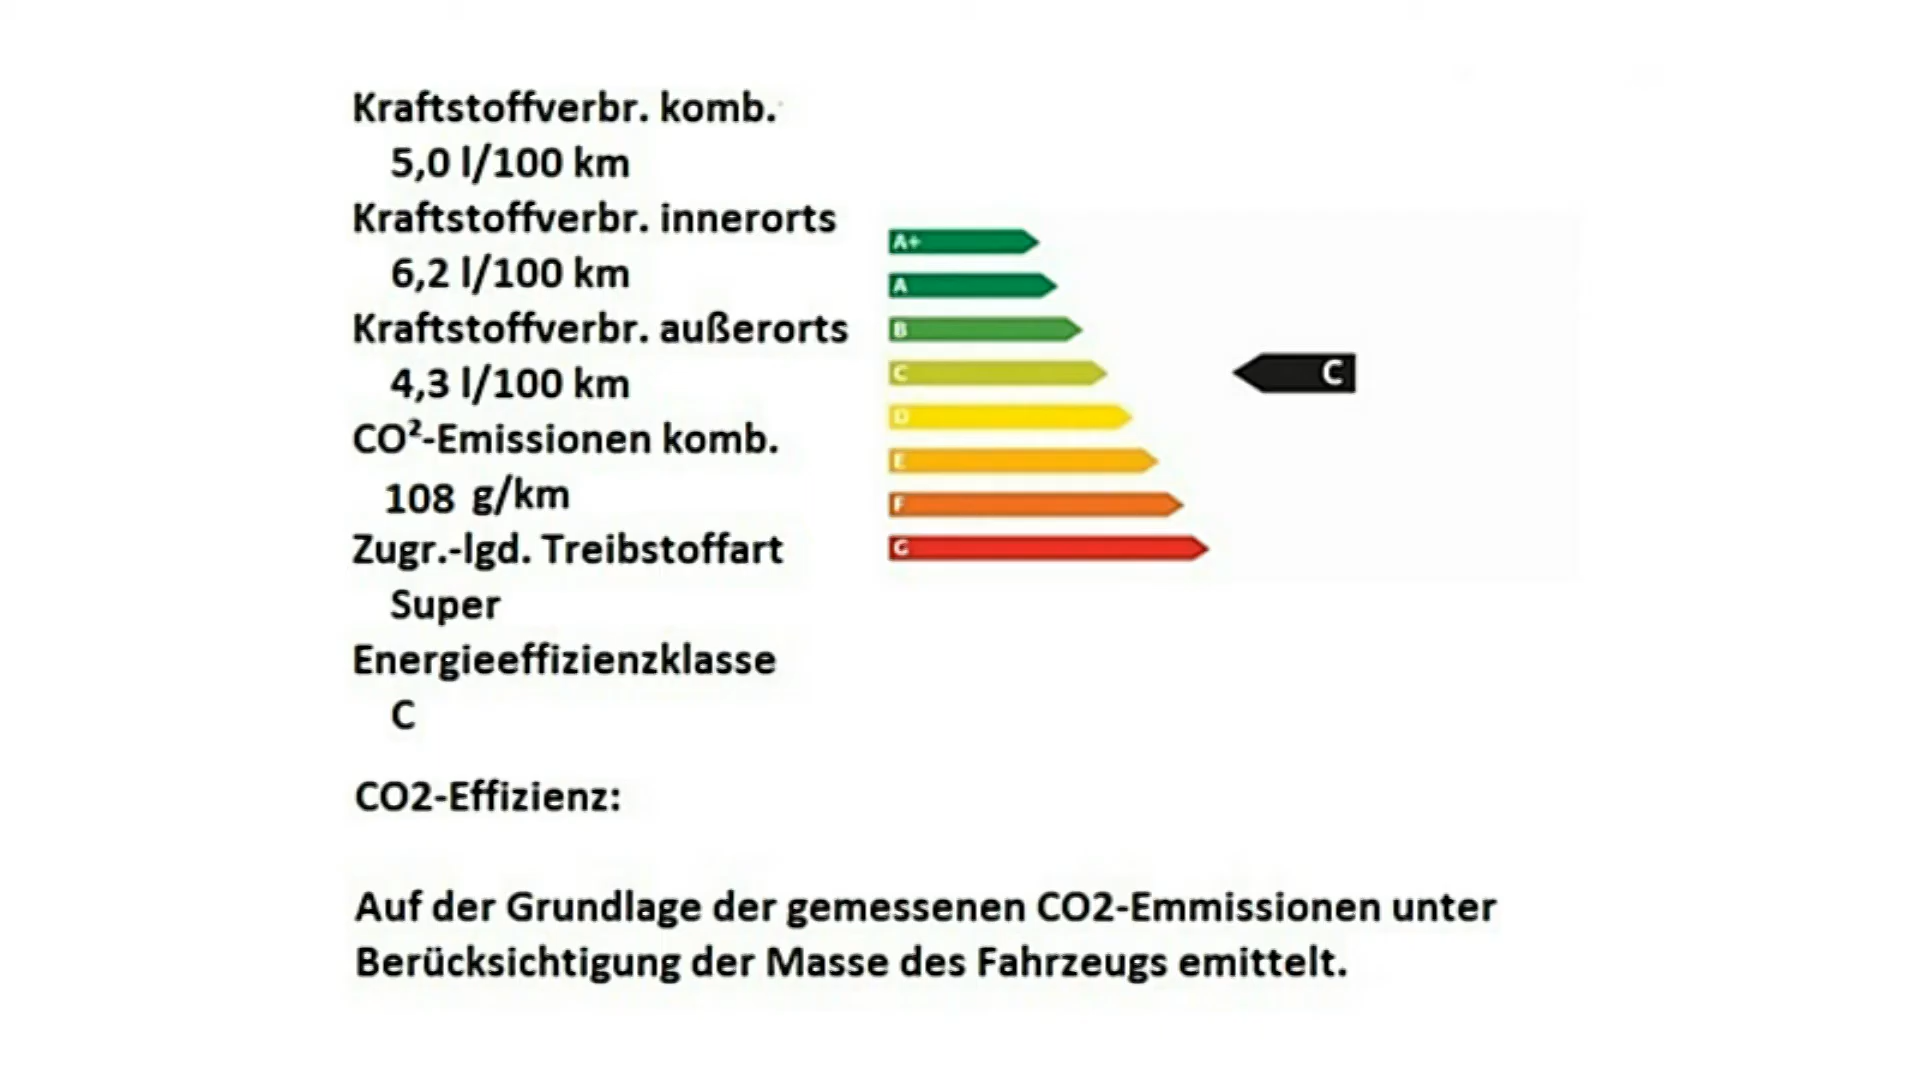 Kraftstoffverbr. komb.
5,0 l/100 km
Kraftstoffverbr. innerorts
6,2 l/100 km
Kraftstoffverbr. außerorts
4,3 l/100 km
CO²-Emissionen komb.
108 g/km
Zugr.-lgd. Treibstoffart
Super
Energieeffizienzklasse
C
A+
A
B
C
C
D
E
F
G
CO2-Effizienz:
Auf der Grundlage der gemessenen CO2-Emmissionen unter
Berücksichtigung der Masse des Fahrzeugs emittelt.